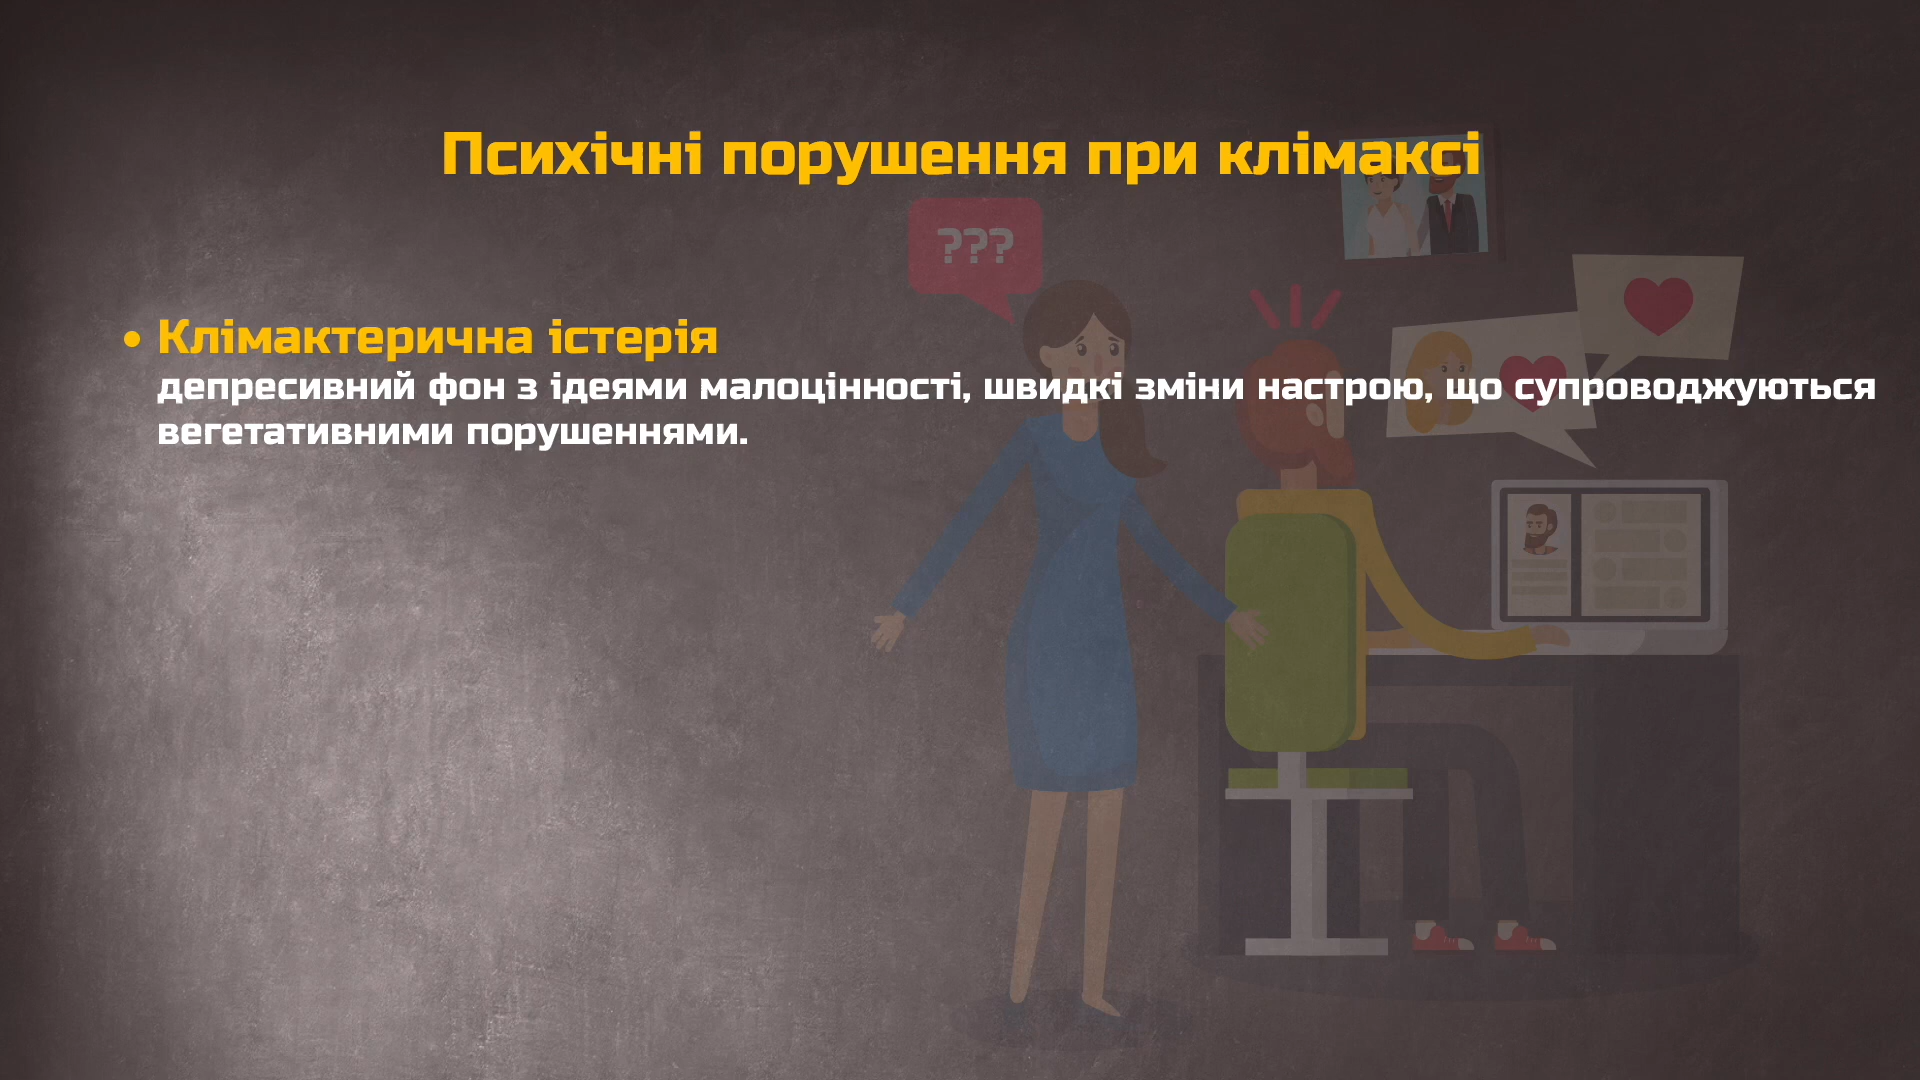 Психічні порушення при клімаксі
???
• Клімактерична істерія
депресивний фон з ідеями малоцінності, швидкі зміни настрою, що супроводжуються
вегетативними порушеннями.